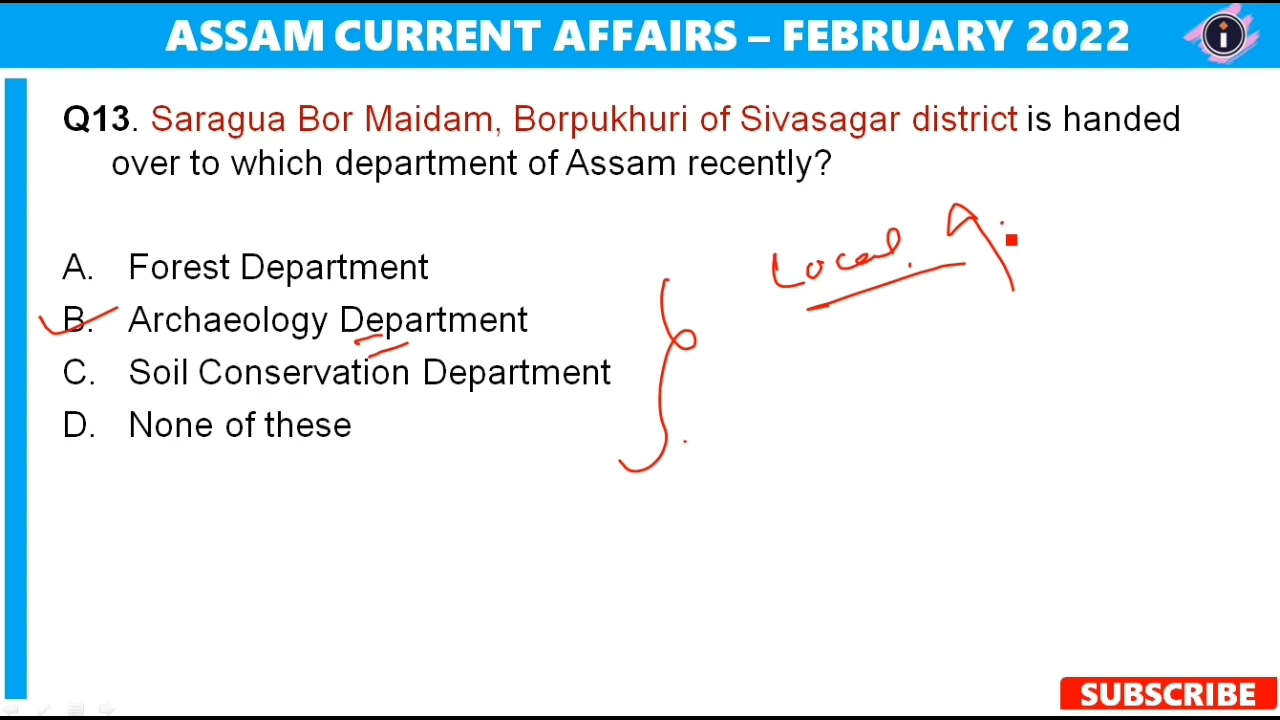 ASSAM CURRENT AFFAIRS – FEBRUARY 2022
i
Q13. Saragua Bor Maidam, Borpukhuri of Sivasagar district is handed
over to which department of Assam recently?
Local A
A. Forest Department
B. Archaeology Department
C. Soil Conservation Department
D. None of these
SUBSCRIBE